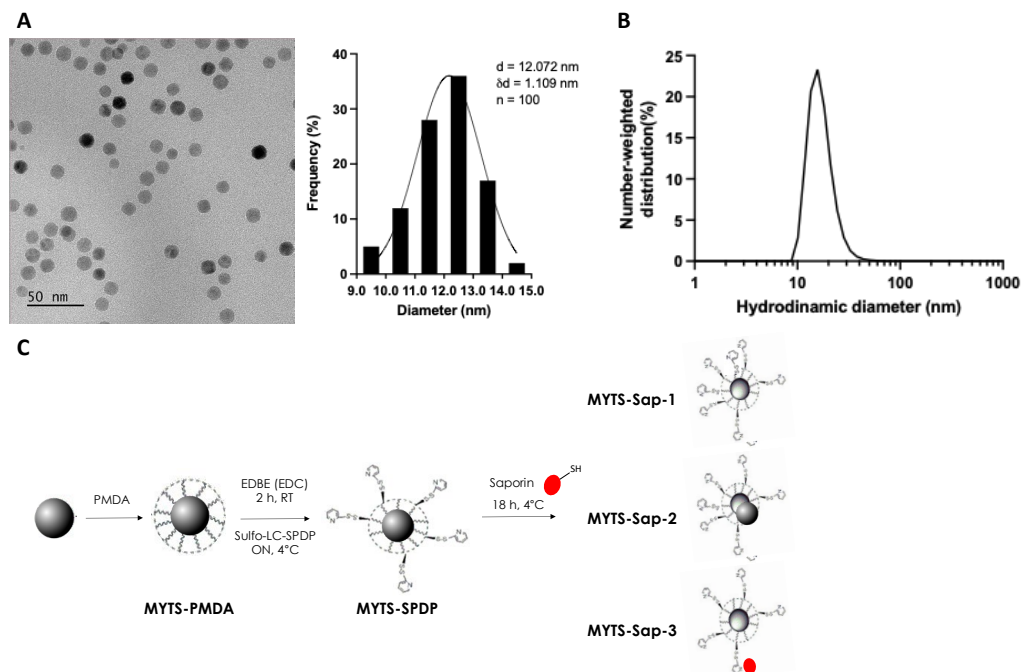 A
50 nm
Frequency (%)
40
30
20
10
0
9.0 10.0 11.0 12.0 13.0 14.0 15.0
Diameter (nm)
d = 12.072 nm
δd = 1.109 nm
n = 100
B
Number-weighted
distribution(%)
25
20
15
10
5
0
1 10 100 1000
Hydrodinamic diameter (nm)
C
PMDA
MYTS-PMDA
EDBE (EDC)
2 h, RT
Sulfo-LC-SPDP
ON, 4°C
MYTS-SPDP
Saporin
SH
18 h, 4°C
MYTS-Sap-1
MYTS-Sap-2
MYTS-Sap-3